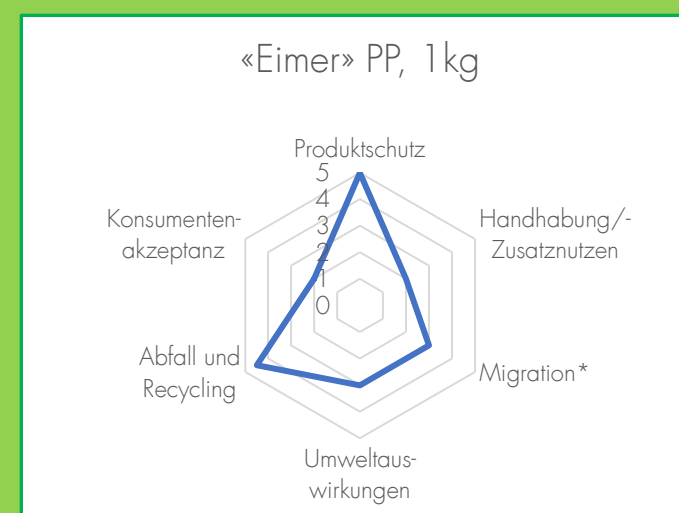 «Eimer» PP, 1kg
Produktschutz
5
4
3
2
1
0
Handhabung/-
Zusatznutzen
Migration*
Umweltaus-
wirkungen
Abfall und
Recycling
Konsumenten-
akzeptanz